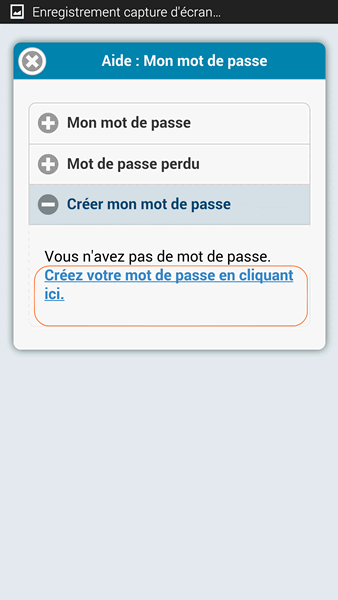 Enregistrement capture d'écran...
Aide : Mon mot de passe
Mon mot de passe
Mot de passe perdu
Créer mon mot de passe
Vous n'avez pas de mot de passe.
Créez votre mot de passe en cliquant
ici.